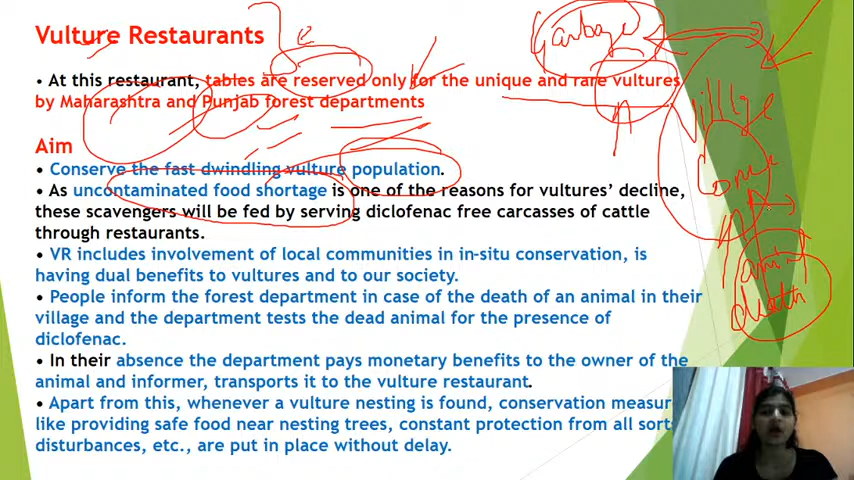 Vulture Restaurants
• At this restaurant, tables are reserved only for the unique and rare vultures
by Maharashtra and Punjab forest departments
Aim
• Conserve the fast dwindling vulture population.
• As uncontaminated food shortage is one of the reasons for vultures' decline,
these scavengers will be fed by serving diclofenac free carcasses of cattle
through restaurants.
• VR includes involvement of local communities in in-situ conservation, is
having dual benefits to vultures and to our society.
• People inform the forest department in case of the death of an animal in their
village and the department tests the dead animal for the presence of
diclofenac.
• In their absence the department pays monetary benefits to the owner of the
animal and informer, transports it to the vulture restaurant.
• Apart from this, whenever a vulture nesting is found, conservation measur
like providing safe food near nesting trees, constant protection from all sorts
disturbances, etc., are put in place without delay.
Garbage
death